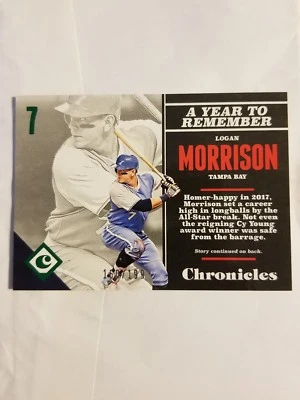 7
A YEAR TO
REMEMBER
LOGAN
MORRISON
TAMPA BAY
Homer-happy in 2017,
Morrison set a career
high in longballs by the
All-Star break. Not even
the reigning Cy Young
award winner was safe
from the barrage.
Story continued on back.
Chronicles